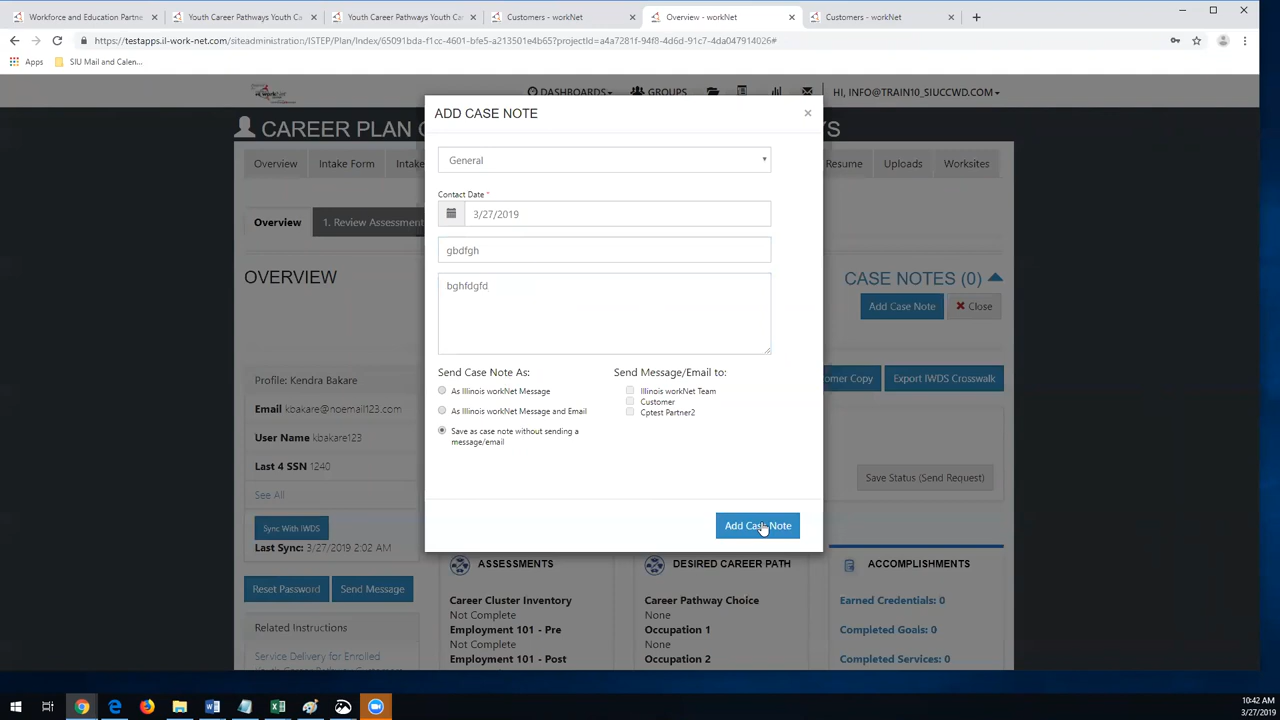 Workforce and Education Partne
Youth Career Pathways Youth Ca
Youth Career Pathways Youth Car
Customers - workNet
Overview - workNet
Customers - workNet
https://testapps.il-work-net.com/siteadministration/ISTEP/Plan/Index/65091bda-f1cc-4601-bfe5-a213501e4b65?projectId=a4a7281f-94f8-4d6d-91c7-4da047914026#
Apps
SIU Mail and Calen...
DASHBOARDS
GROUPS
HI, INFO@TRAIN10_SIUCCWD.COM
CAREER PLAN
YS
Overview
Intake Form
Intake
Resume
Uploads
Worksites
Overview
1. Review Assessment
OVERVIEW
CASE NOTES (0)
Add Case Note
Close
Export IWDS Crosswalk
Save Status (Send Request)
Profile: Kendra Bakare
Email kbakare@noemail123.com
User Name kbakare123
Last 4 SSN 1240
See All
Sync With IWDS
Last Sync: 3/27/2019 2:02 AM
Reset Password
Send Message
Related Instructions
Service Delivery for Enrolled
ADD CASE NOTE
×
General
Contact Date *
3/27/2019
gbdfgh
bghfdgfd
Send Case Note As:
As Illinois workNet Message
As Illinois workNet Message and Email
Save as case note without sending a
message/email
Send Message/Email to:
Illinois workNet Team
Customer
Cptest Partner2
Add Case Note
ASSESSMENTS
Career Cluster Inventory
Not Complete
Employment 101 - Pre
Not Complete
Employment 101 - Post
DESIRED CAREER PATH
Career Pathway Choice
None
Occupation 1
None
Occupation 2
ACCOMPLISHMENTS
Earned Credentials: 0
Completed Goals: 0
Completed Services: 0
10:42 AM
3/27/2019